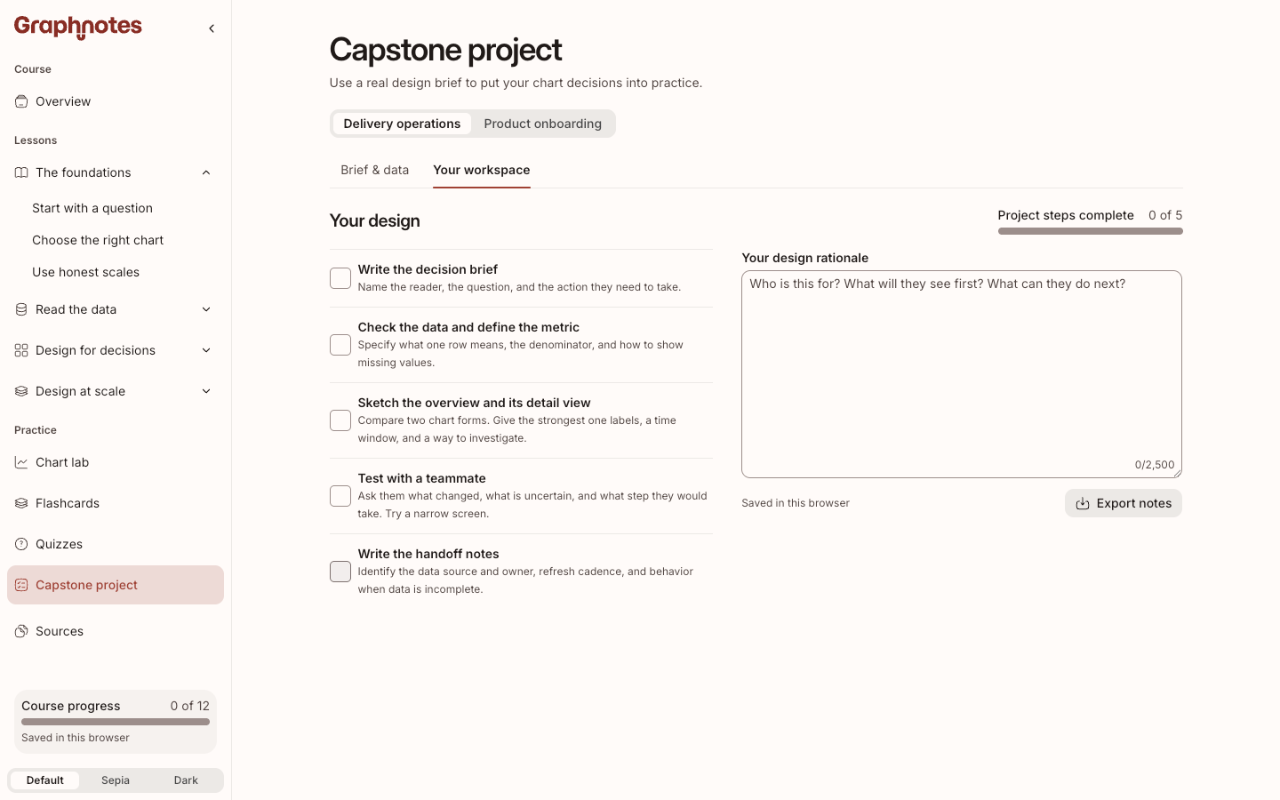 Graphnotes
Course
Overview
Lessons
The foundations
Start with a question
Choose the right chart
Use honest scales
Read the data
Design for decisions
Design at scale
Practice
Chart lab
Flashcards
Quizzes
Capstone project
Sources
Course progress 0 of 12
Saved in this browser
Default Sepia Dark
Capstone project
Use a real design brief to put your chart decisions into practice.
Delivery operations Product onboarding
Brief & data Your workspace
Your design
Project steps complete 0 of 5
Write the decision brief
Name the reader, the question, and the action they need to take.
Check the data and define the metric
Specify what one row means, the denominator, and how to show
missing values.
Sketch the overview and its detail view
Compare two chart forms. Give the strongest one labels, a time
window, and a way to investigate.
Test with a teammate
Ask them what changed, what is uncertain, and what step they would
take. Try a narrow screen.
Write the handoff notes
Identify the data source and owner, refresh cadence, and behavior
when data is incomplete.
Your design rationale
Who is this for? What will they see first? What can they do next?
0/2,500
Saved in this browser
Export notes